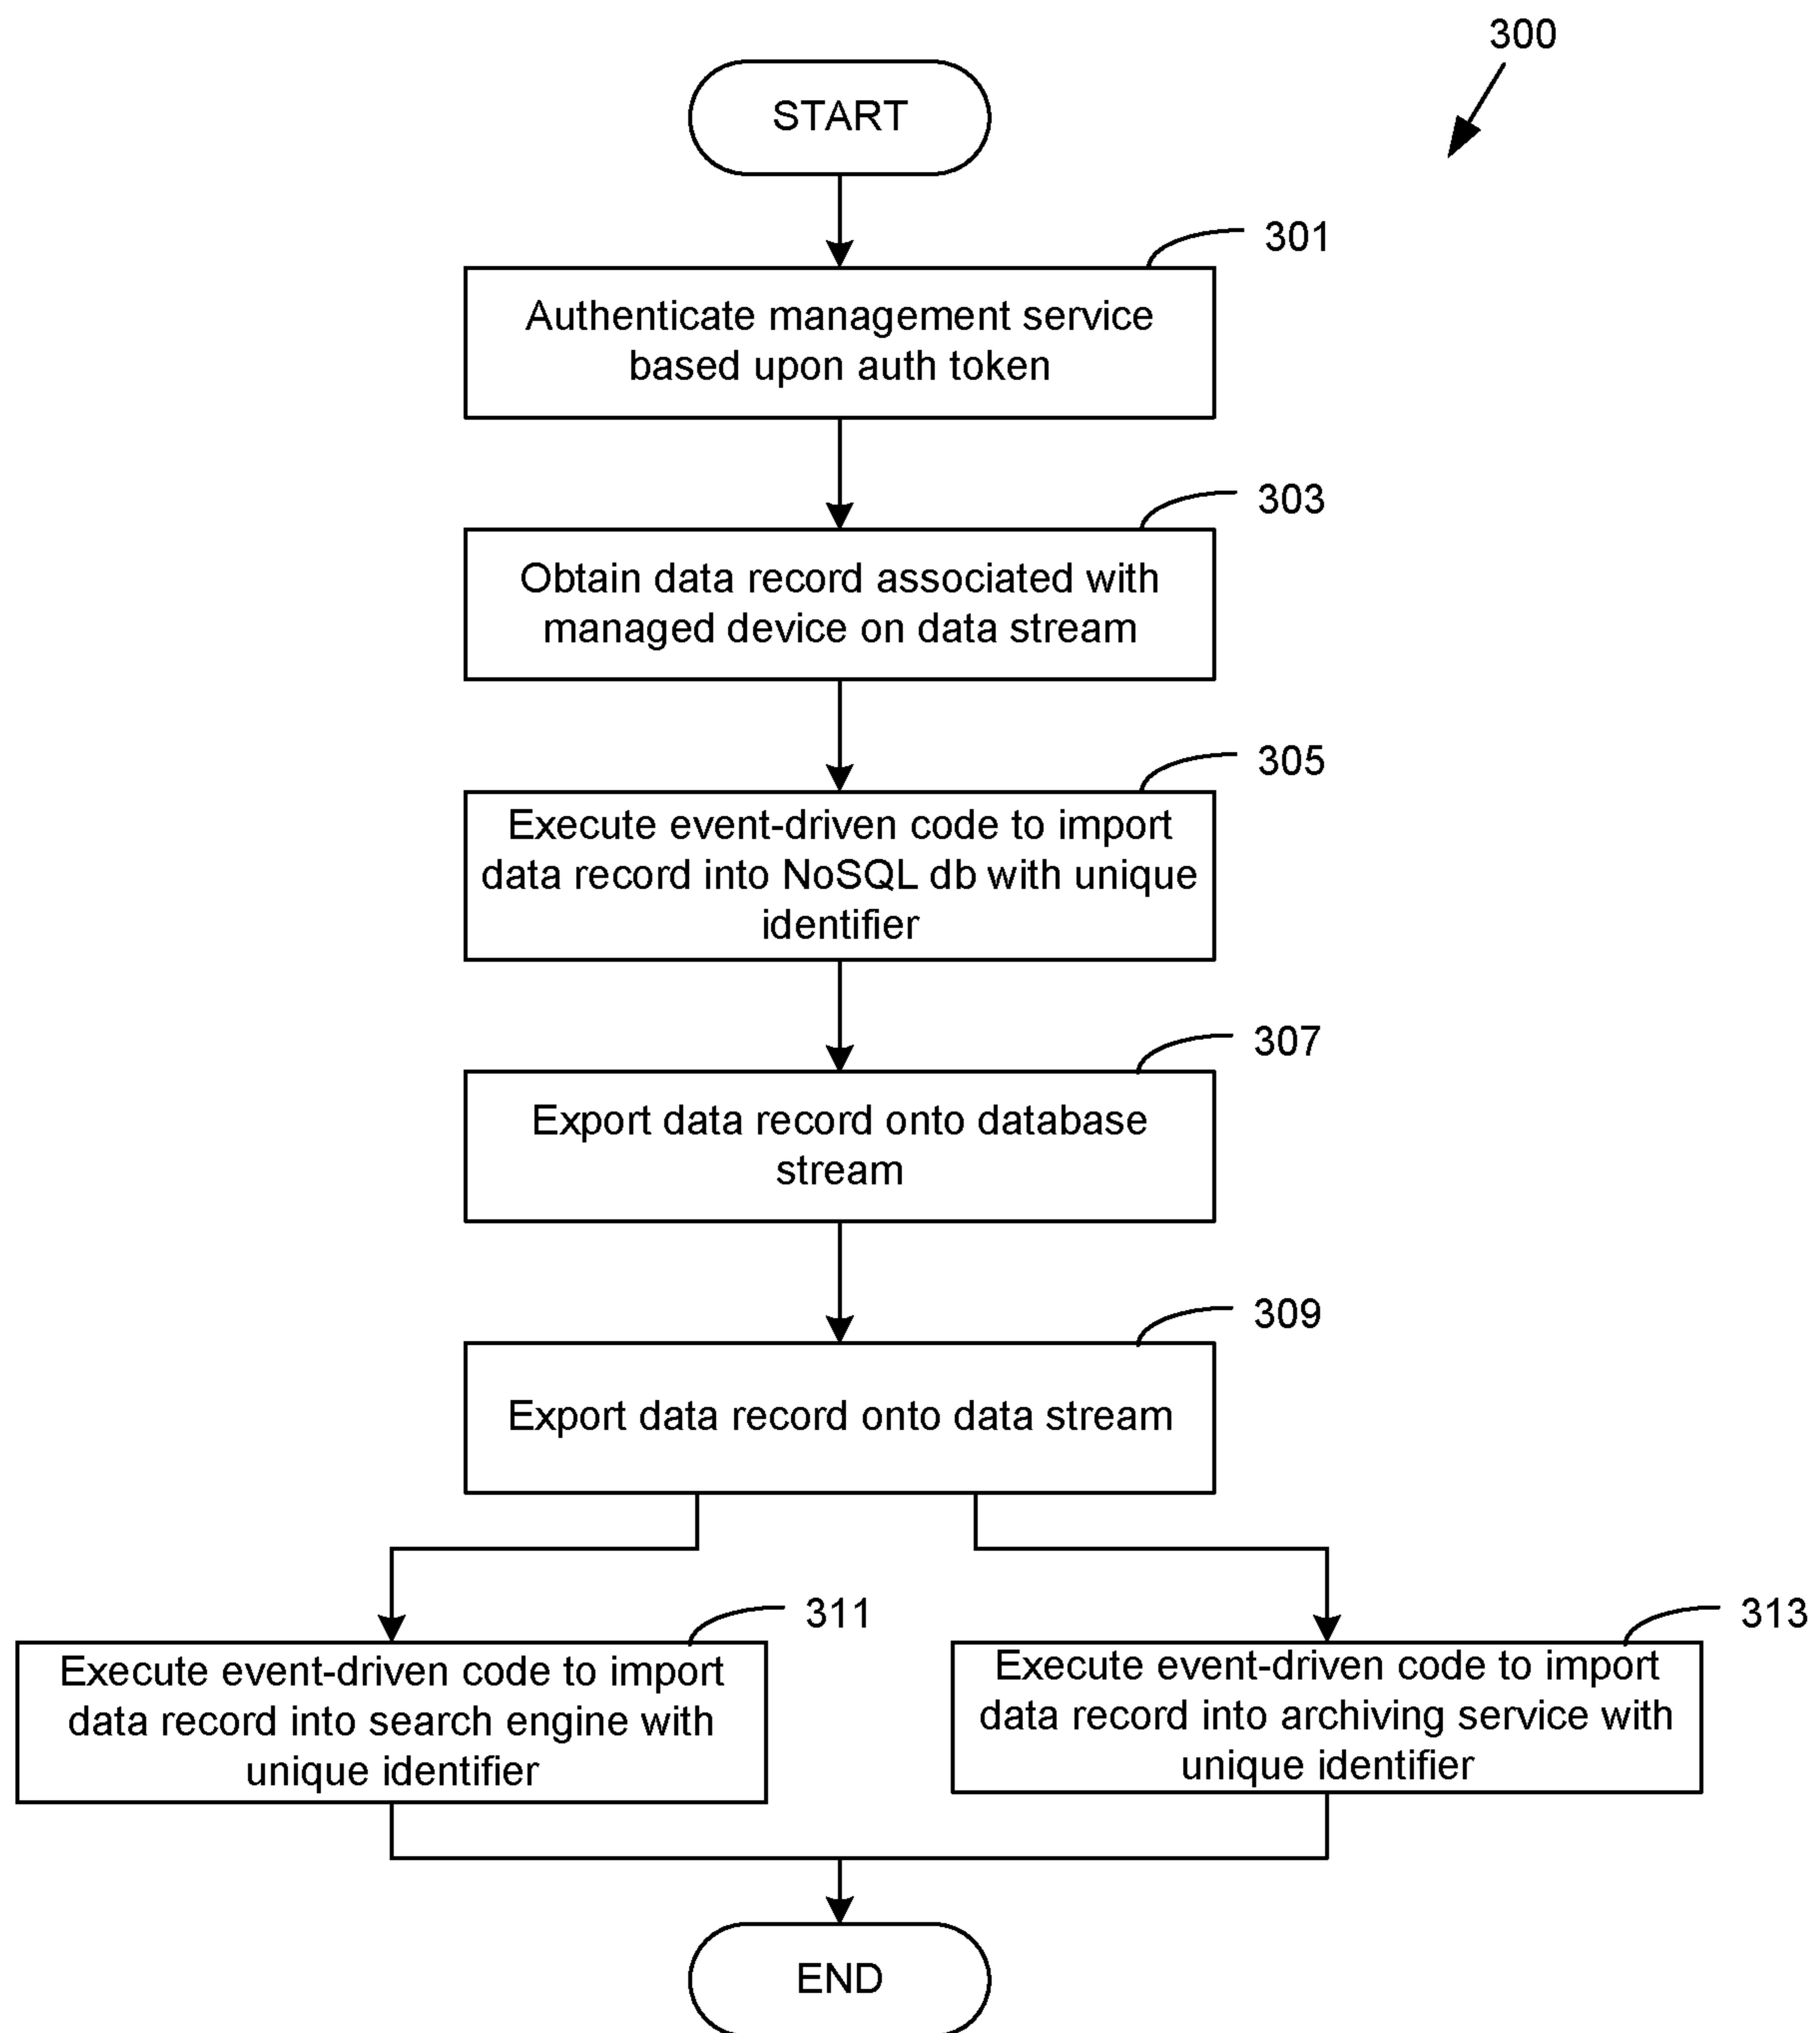 300
START
301
Authenticate management service
based upon auth token
303
Obtain data record associated with
managed device on data stream
305
Execute event-driven code to import
data record into NoSQL db with unique
identifier
307
Export data record onto database
stream
309
Export data record onto data stream
311
Execute event-driven code to import
data record into search engine with
unique identifier
313
Execute event-driven code to import
data record into archiving service with
unique identifier
END